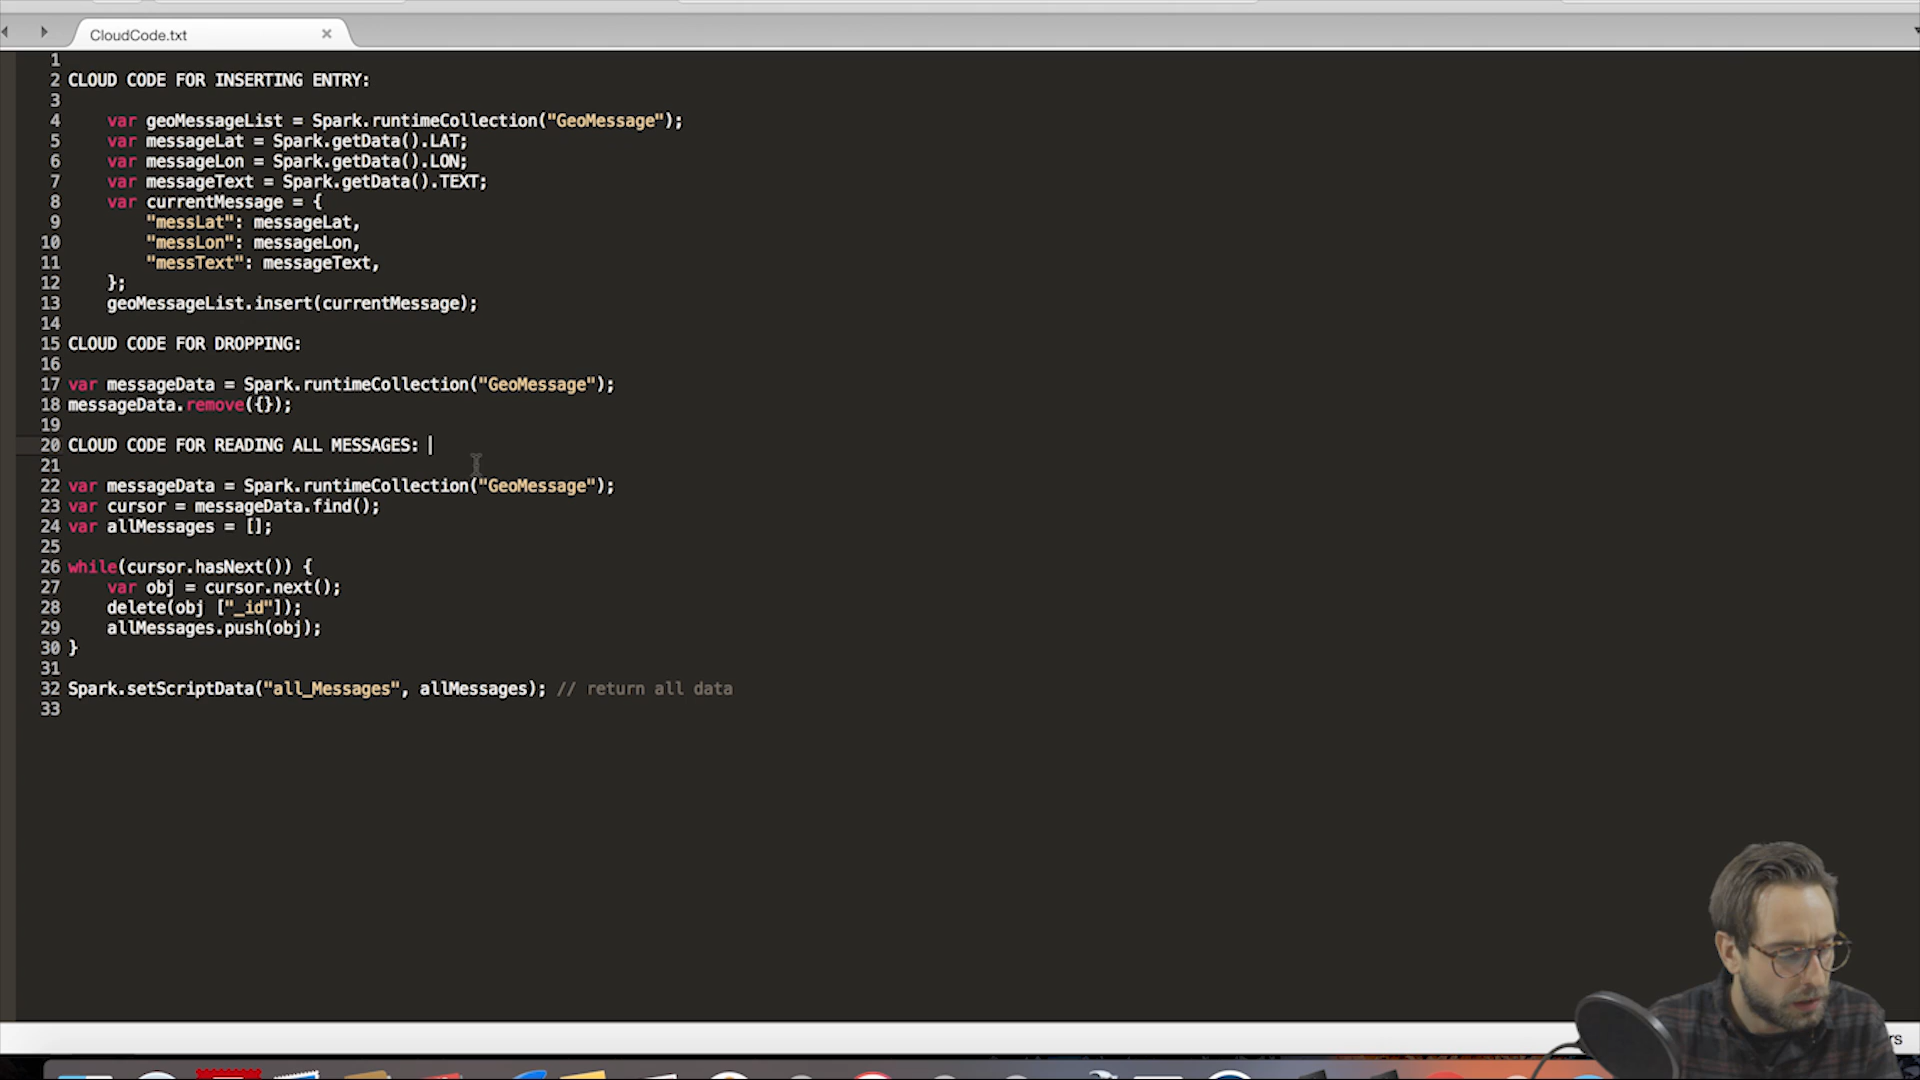 CloudCode.txt
1
2 CLOUD CODE FOR INSERTING ENTRY:
3
4     var geoMessageList = Spark.runtimeCollection("GeoMessage");
5     var messageLat = Spark.getData().LAT;
6     var messageLon = Spark.getData().LON;
7     var messageText = Spark.getData().TEXT;
8     var currentMessage = {
9         "messLat": messageLat,
10         "messLon": messageLon,
11         "messText": messageText,
12     };
13     geoMessageList.insert(currentMessage);
14
15 CLOUD CODE FOR DROPPING:
16
17 var messageData = Spark.runtimeCollection("GeoMessage");
18 messageData.remove({});
19
20 CLOUD CODE FOR READING ALL MESSAGES:
21
22 var messageData = Spark.runtimeCollection("GeoMessage");
23 var cursor = messageData.find();
24 var allMessages = [];
25
26 while(cursor.hasNext()) {
27     var obj = cursor.next();
28     delete(obj ["_id"]);
29     allMessages.push(obj);
30 }
31
32 Spark.setScriptData("all_Messages", allMessages); // return all data
33